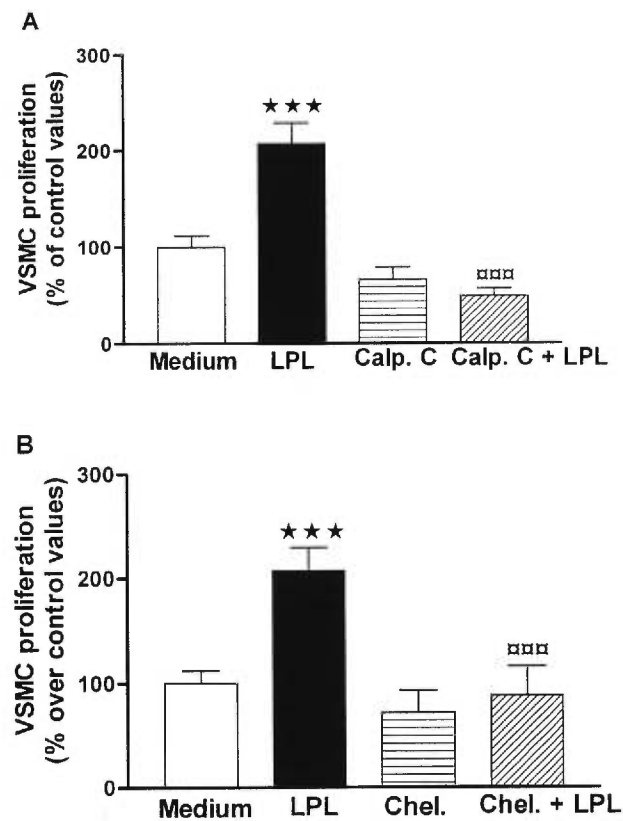 A
VSMC proliferation
(% of control values)
300
200
100
0
★★★
¤¤¤
Medium LPL Calp. C Calp. C + LPL
B
VSMC proliferation
(% over control values)
300
200
100
0
★★★
¤¤¤
Medium LPL Chel. Chel. + LPL